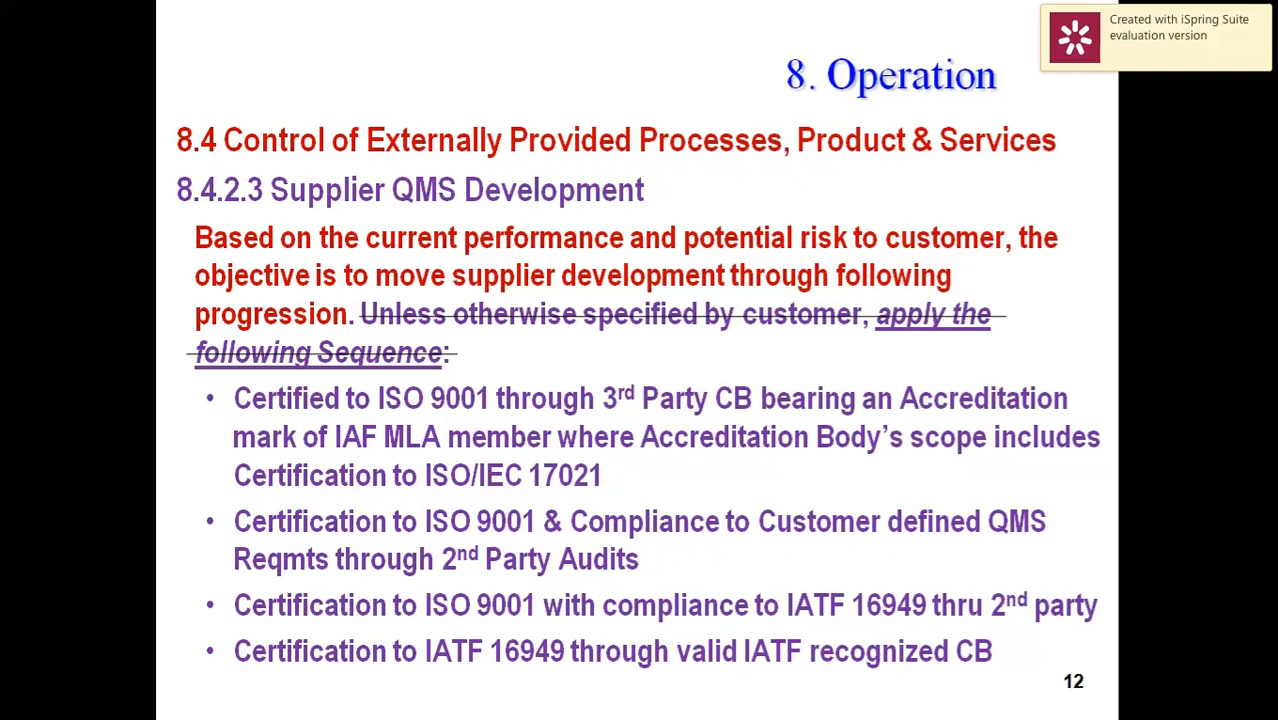 Created with iSpring Suite
evaluation version
8. Operation
8.4 Control of Externally Provided Processes, Product & Services
8.4.2.3 Supplier QMS Development
Based on the current performance and potential risk to customer, the
objective is to move supplier development through following
progression. Unless otherwise specified by customer, apply the
following Sequence:
• Certified to ISO 9001 through 3rd Party CB bearing an Accreditation
mark of IAF MLA member where Accreditation Body’s scope includes
Certification to ISO/IEC 17021
• Certification to ISO 9001 & Compliance to Customer defined QMS
Reqmts through 2nd Party Audits
• Certification to ISO 9001 with compliance to IATF 16949 thru 2nd party
• Certification to IATF 16949 through valid IATF recognized CB
12